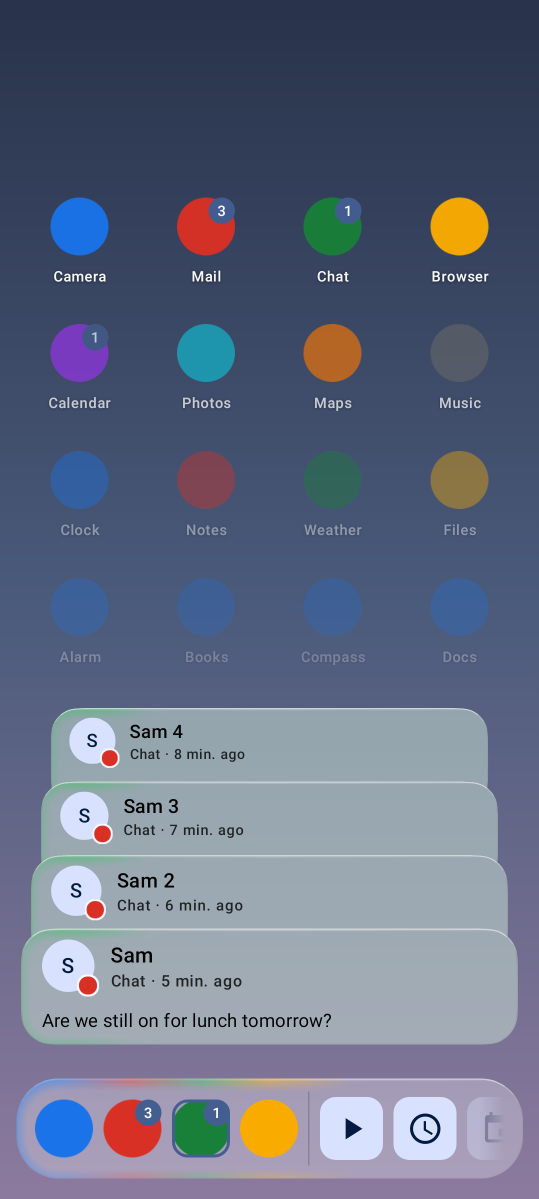 3
1
Camera
Mail
Chat
Browser
1
Calendar
Photos
Maps
Music
Clock
Notes
Weather
Files
Alarm
Books
Compass
Docs
S
Sam 4
Chat · 8 min. ago
S
Sam 3
Chat · 7 min. ago
S
Sam 2
Chat · 6 min. ago
S
Sam
Chat · 5 min. ago
Are we still on for lunch tomorrow?
3
1